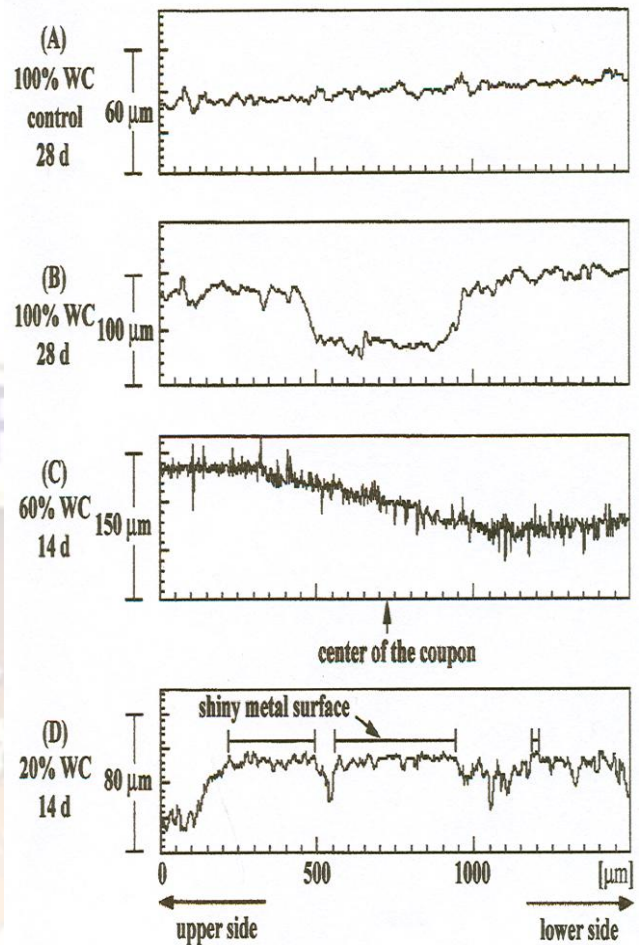 (A)
100% WC
control
28 d
60 µm
(B)
100% WC
28 d
100 µm
(C)
60% WC
14 d
150 µm
center of the coupon
(D)
20% WC
14 d
80 µm
shiny metal surface
0 500 1000 [µm]
upper side lower side